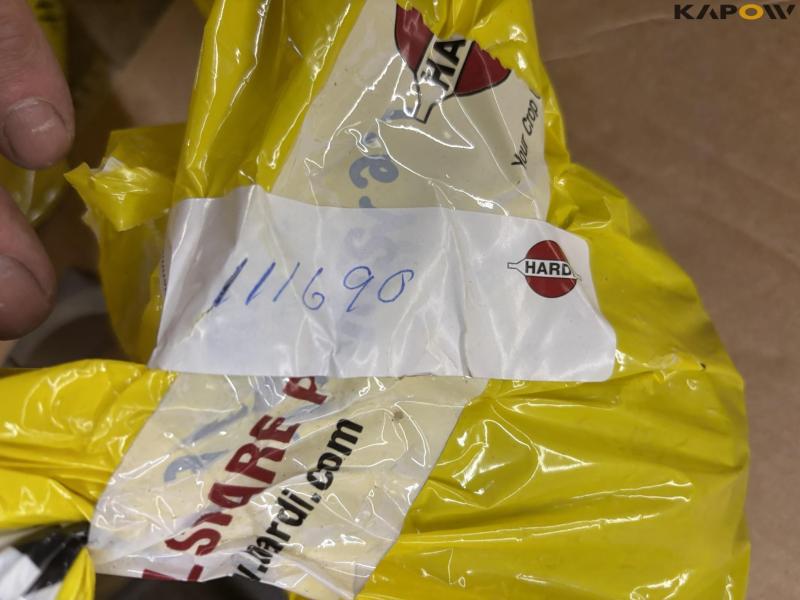 KAPOW
HA
Your Crop
111690
HARDI
L SPARE P
w.hardi.com